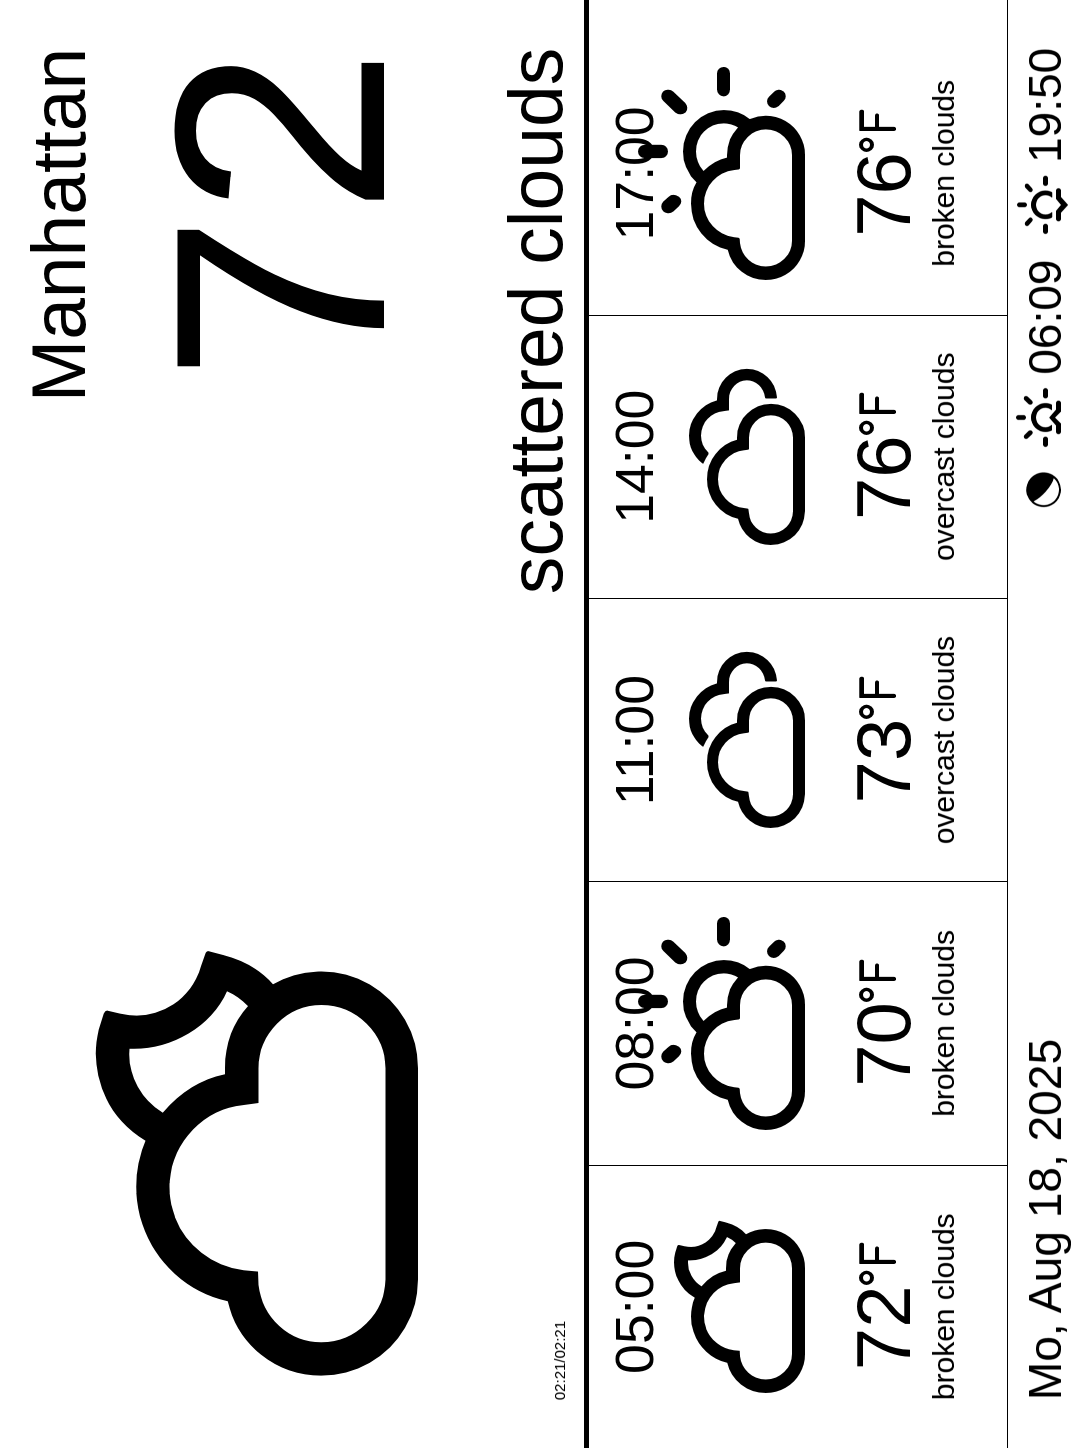 Manhattan
72
scattered clouds
02:21/02:21
05:00 08:00 11:00 14:00 17:00
72°F 70°F 73°F 76°F 76°F
broken clouds broken clouds overcast clouds overcast clouds broken clouds
Mo, Aug 18, 2025 06:09 19:50